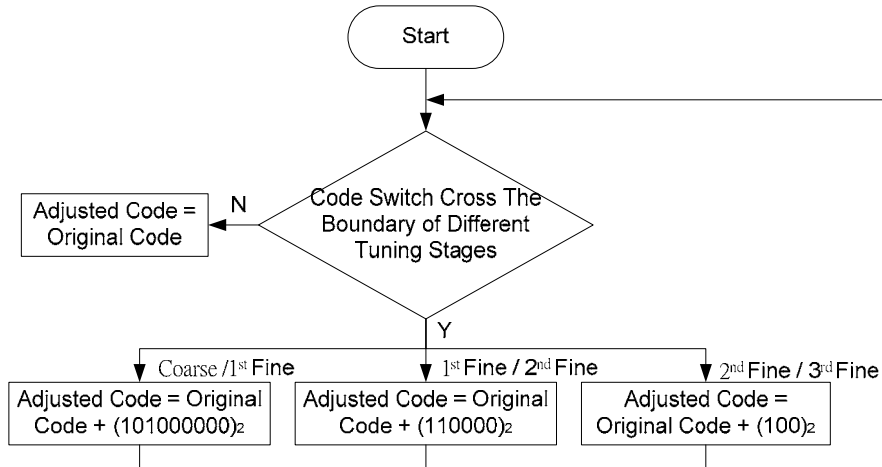 Start
Code Switch Cross The
Boundary of Different
Tuning Stages
N
Adjusted Code =
Original Code
Y
Coarse /1st Fine
1st Fine / 2nd Fine
2nd Fine / 3rd Fine
Adjusted Code = Original
Code + (101000000)2
Adjusted Code = Original
Code + (110000)2
Adjusted Code =
Original Code + (100)2